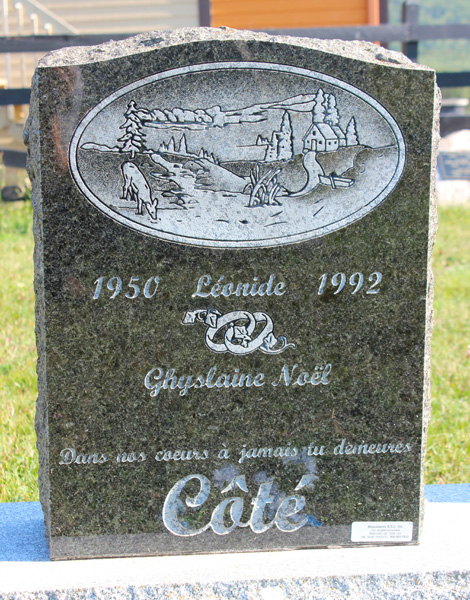 1950 Léonide 1992
Ghyslaine Noël
Dans nos coeurs à jamais tu demeures
Côté